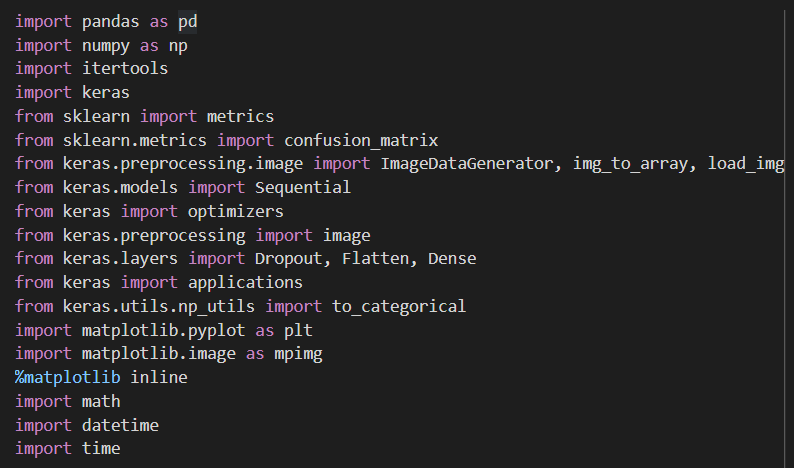 import pandas as pd
import numpy as np
import itertools
import keras
from sklearn import metrics
from sklearn.metrics import confusion_matrix
from keras.preprocessing.image import ImageDataGenerator, img_to_array, load_img
from keras.models import Sequential
from keras import optimizers
from keras.preprocessing import image
from keras.layers import Dropout, Flatten, Dense
from keras import applications
from keras.utils.np_utils import to_categorical
import matplotlib.pyplot as plt
import matplotlib.image as mpimg
%matplotlib inline
import math
import datetime
import time